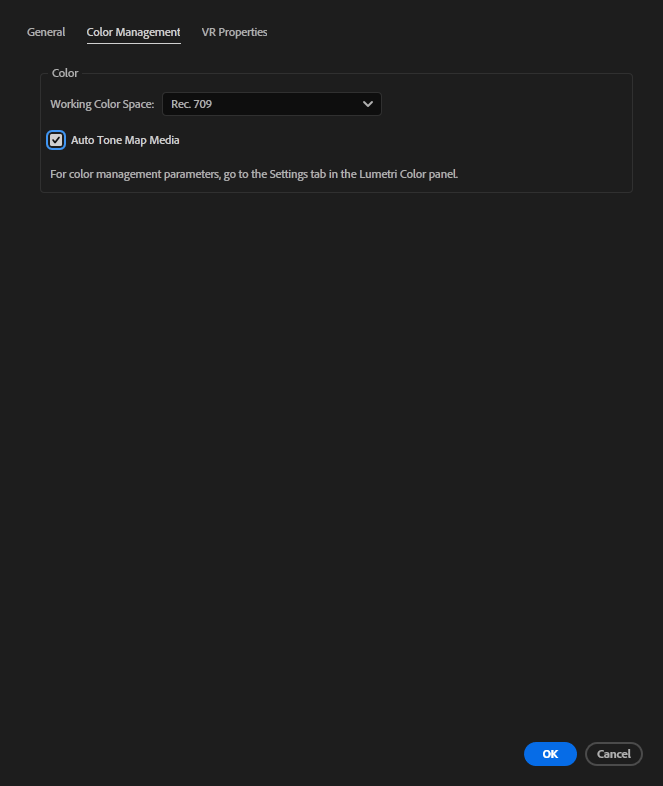 General Color Management VR Properties
Color
Working Color Space: Rec. 709
Auto Tone Map Media
For color management parameters, go to the Settings tab in the Lumetri Color panel.
OK Cancel